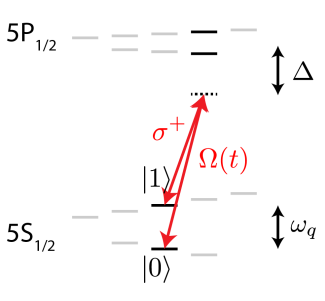 5P1/2
Δ
σ+
Ω(t)
|1⟩
5S1/2
ωq
|0⟩